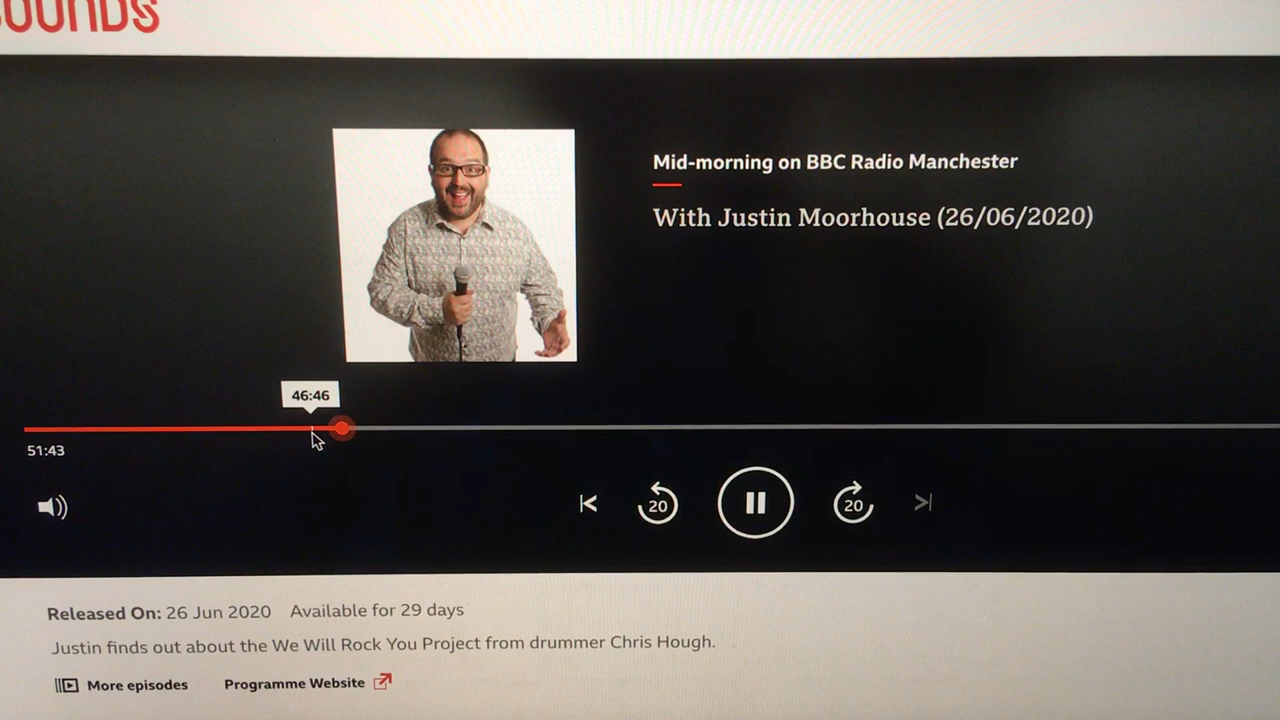 sounds
Mid-morning on BBC Radio Manchester
With Justin Moorhouse (26/06/2020)
46:46
51:43
20
20
Released On: 26 Jun 2020 Available for 29 days
Justin finds out about the We Will Rock You Project from drummer Chris Hough.
More episodes Programme Website